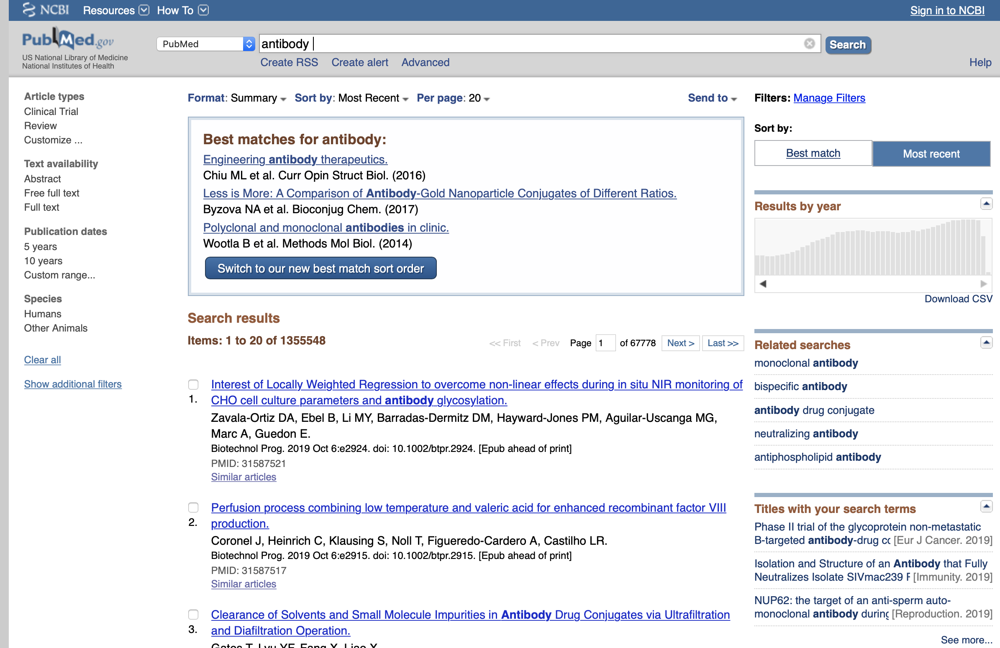 NCBI Resources How To Sign in to NCBI
PubMed.gov
US National Library of Medicine
National Institutes of Health
PubMed
antibody
Search
Create RSS Create alert Advanced
Help
Article types
Clinical Trial
Review
Customize ...
Text availability
Abstract
Free full text
Full text
Publication dates
5 years
10 years
Custom range...
Species
Humans
Other Animals
Clear all
Show additional filters
Format: Summary Sort by: Most Recent Per page: 20 Send to
Best matches for antibody:
Engineering antibody therapeutics.
Chiu ML et al. Curr Opin Struct Biol. (2016)
Less is More: A Comparison of Antibody-Gold Nanoparticle Conjugates of Different Ratios.
Byzova NA et al. Bioconjug Chem. (2017)
Polyclonal and monoclonal antibodies in clinic.
Wootla B et al. Methods Mol Biol. (2014)
Switch to our new best match sort order
Search results
Items: 1 to 20 of 1355548
<< First < Prev Page 1 of 67778 Next > Last >>
1. Interest of Locally Weighted Regression to overcome non-linear effects during in situ NIR monitoring of
CHO cell culture parameters and antibody glycosylation.
Zavala-Ortiz DA, Ebel B, Li MY, Barradas-Dermitz DM, Hayward-Jones PM, Aguilar-Uscanga MG,
Marc A, Guedon E.
Biotechnol Prog. 2019 Oct 6:e2924. doi: 10.1002/btpr.2924. [Epub ahead of print]
PMID: 31587521
Similar articles
2. Perfusion process combining low temperature and valeric acid for enhanced recombinant factor VIII
production.
Coronel J, Heinrich C, Klausing S, Noll T, Figueredo-Cardero A, Castilho LR.
Biotechnol Prog. 2019 Oct 6:e2915. doi: 10.1002/btpr.2915. [Epub ahead of print]
PMID: 31587517
Similar articles
3. Clearance of Solvents and Small Molecule Impurities in Antibody Drug Conjugates via Ultrafiltration
and Diafiltration Operation.
Gates T, Lyu YF, Fang X, Liao X.
Filters: Manage Filters
Sort by:
Best match Most recent
Results by year
Download CSV
Related searches
monoclonal antibody
bispecific antibody
antibody drug conjugate
neutralizing antibody
antiphospholipid antibody
Titles with your search terms
Phase II trial of the glycoprotein non-metastatic
B-targeted antibody-drug cc [Eur J Cancer. 2019]
Isolation and Structure of an Antibody that Fully
Neutralizes Isolate SIVmac239 F [Immunity. 2019]
NUP62: the target of an anti-sperm auto-
monoclonal antibody during [Reproduction. 2019]
See more...